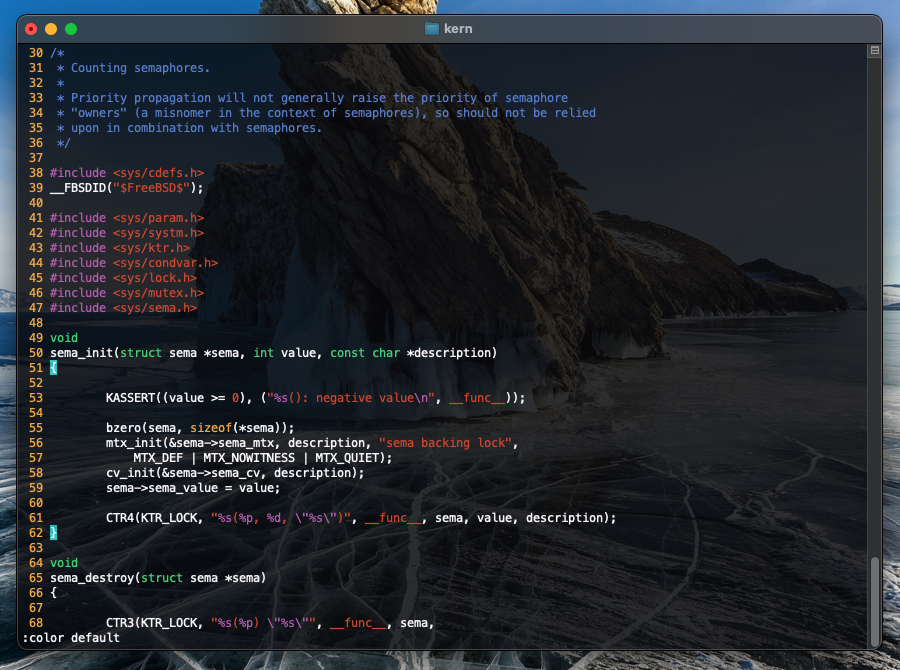 kern
30 /*
31  * Counting semaphores.
32  *
33  * Priority propagation will not generally raise the priority of semaphore
34  * "owners" (a misnomer in the context of semaphores), so should not be relied
35  * upon in combination with semaphores.
36  */
37
38 #include <sys/cdefs.h>
39 __FBSDID("$FreeBSD$");
40
41 #include <sys/param.h>
42 #include <sys/systm.h>
43 #include <sys/ktr.h>
44 #include <sys/condvar.h>
45 #include <sys/lock.h>
46 #include <sys/mutex.h>
47 #include <sys/sema.h>
48
49 void
50 sema_init(struct sema *sema, int value, const char *description)
51 {
52
53         KASSERT((value >= 0), ("%s(): negative value\n", __func__));
54
55         bzero(sema, sizeof(*sema));
56         mtx_init(&sema->sema_mtx, description, "sema backing lock",
57             MTX_DEF | MTX_NOWITNESS | MTX_QUIET);
58         cv_init(&sema->sema_cv, description);
59         sema->sema_value = value;
60
61         CTR4(KTR_LOCK, "%s(%p, %d, \"%s\")", __func__, sema, value, description);
62 }
63
64 void
65 sema_destroy(struct sema *sema)
66 {
67
68         CTR3(KTR_LOCK, "%s(%p) \"%s\"", __func__, sema,
:color default